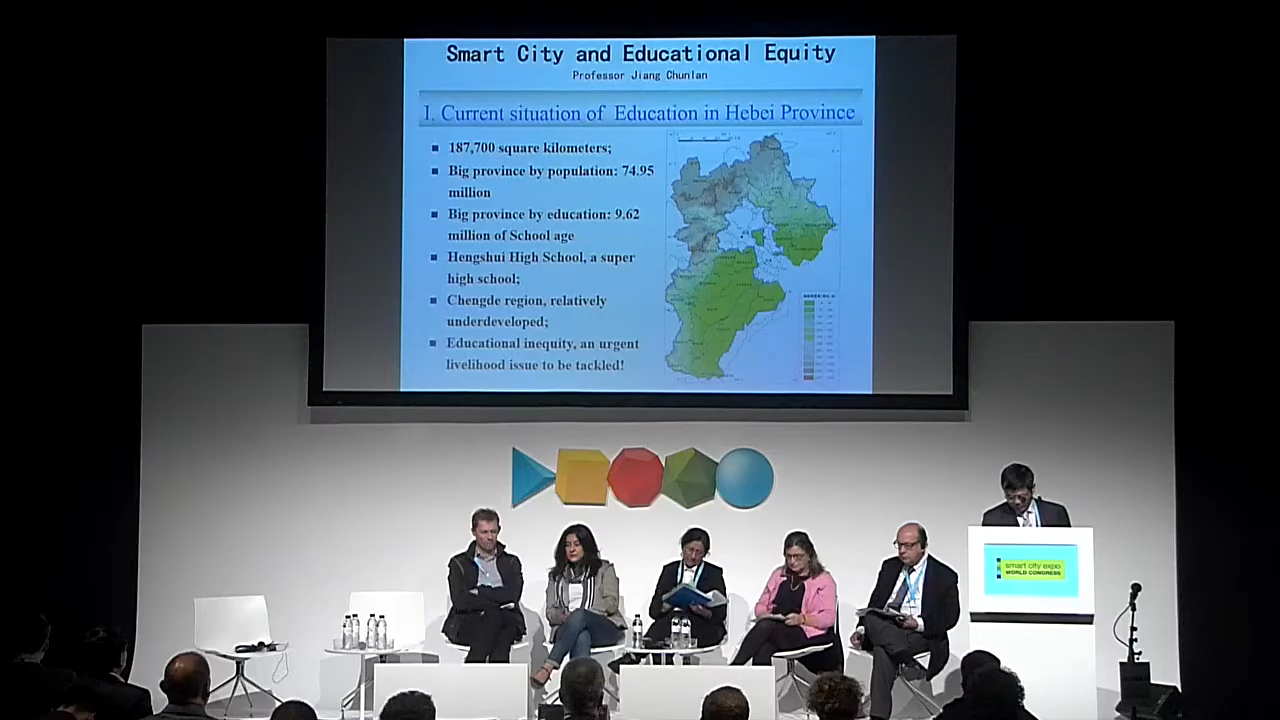 Smart City and Educational Equity
Professor Jiang Chunlan
I. Current situation of Education in Hebei Province
187,700 square kilometers;
Big province by population: 74.95
million
Big province by education: 9.62
million of School age
Hengshui High School, a super
high school;
Chengde region, relatively
underdeveloped;
Educational inequity, an urgent
livelihood issue to be tackled!
smart city expo
WORLD CONGRESS